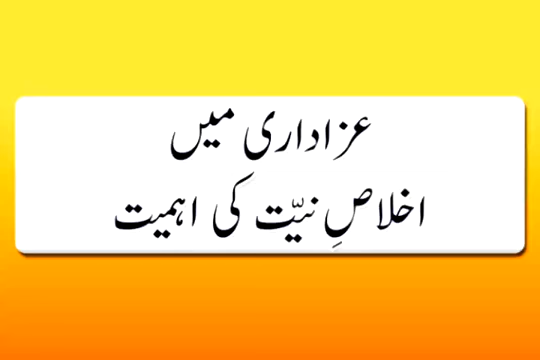 عزاداری میں
اخلاصِ نیّت کی اہمیت